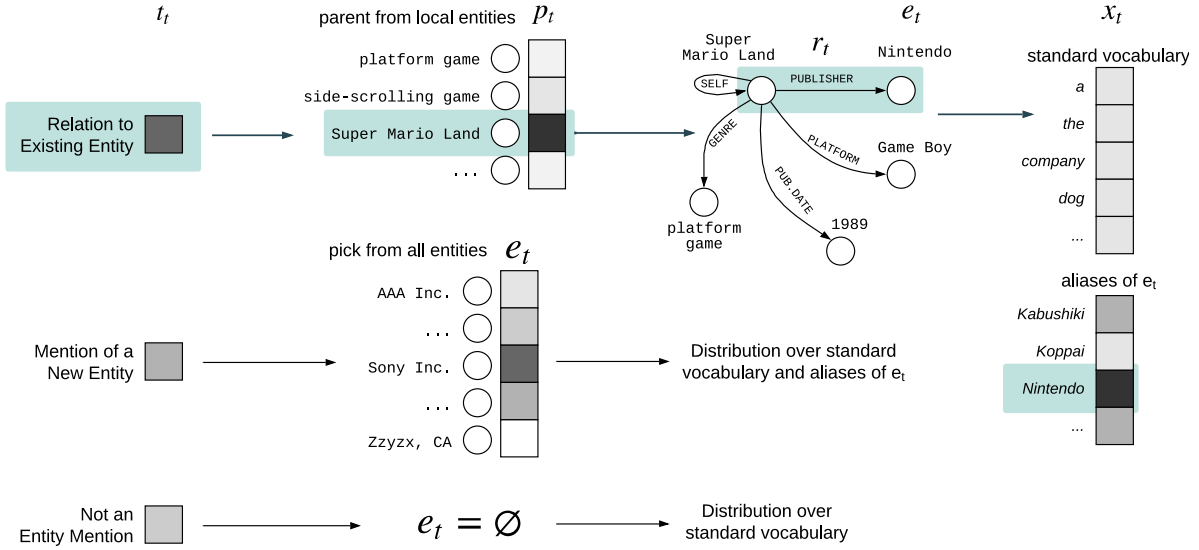 t_t
parent from local entities p_t
platform game
side-scrolling game
Super Mario Land
...
Relation to
Existing Entity
Super
Mario Land
r_t
e_t
Nintendo
SELF
PUBLISHER
GENRE
PLATFORM
PUB.DATE
Game Boy
1989
platform
game
x_t
standard vocabulary
a
the
company
dog
...
aliases of e_t
Kabushiki
Koppai
Nintendo
...
pick from all entities e_t
AAA Inc.
...
Sony Inc.
...
Zzyzx, CA
Mention of a
New Entity
Distribution over standard
vocabulary and aliases of e_t
Not an
Entity Mention
e_t = ∅
Distribution over
standard vocabulary